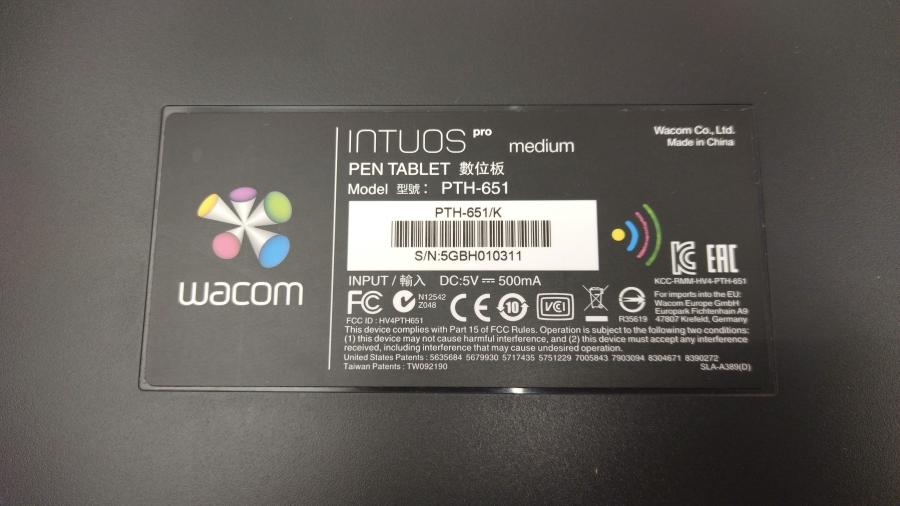 wacom
INTUOS pro medium
PEN TABLET 數位板
Model 型號： PTH-651
Wacom Co., Ltd.
Made in China
PTH-651/K
S/N:5GBH010311
INPUT / 輸入 DC:5V ⎓ 500mA
FC
FCC ID : HV4PTH651
N12542
Z048
CE
10
VCI
R35619
EAC
KCC-RMM-HV4-PTH-651
For imports into the EU:
Wacom Europe GmbH
Europark Fichtenhain A9
47807 Krefeld, Germany
This device complies with Part 15 of FCC Rules. Operation is subject to the following two conditions:
(1) this device may not cause harmful interference, and (2) this device must accept any interference
received, including interference that may cause undesired operation.
United States Patents : 5635684 5679930 5717435 5751229 7005843 7903094 8304671 8390272
Taiwan Patents : TW092190
SLA-A389(D)